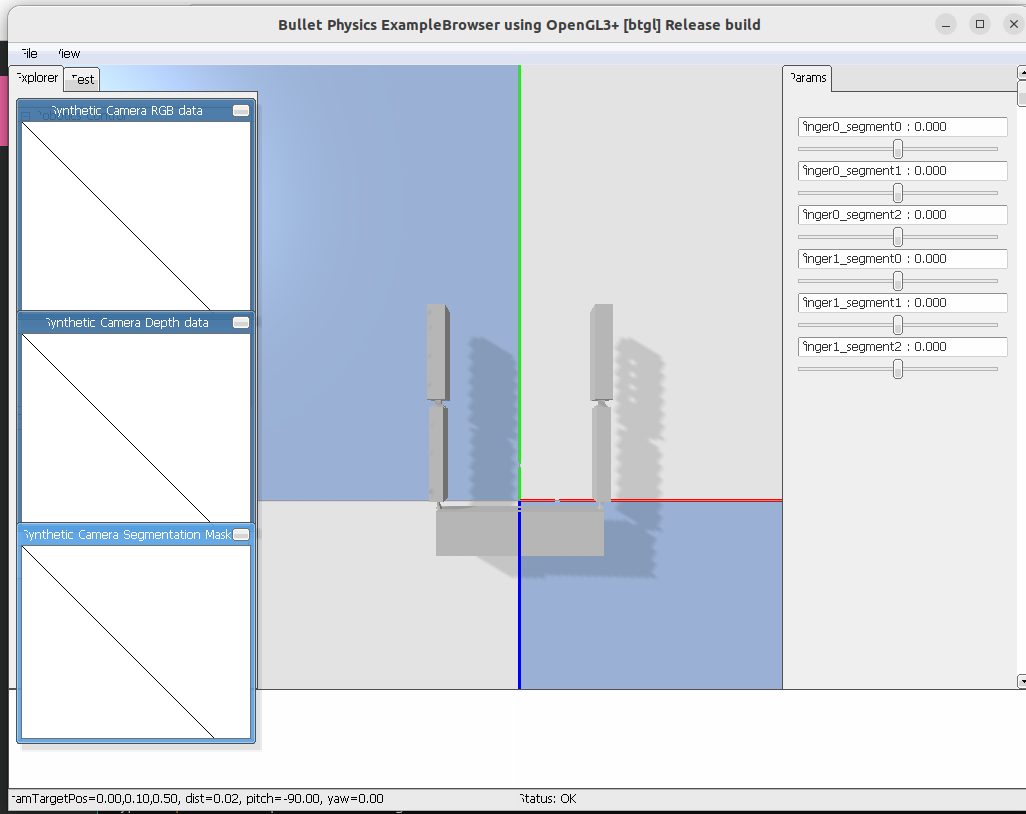 Bullet Physics ExampleBrowser using OpenGL3+ [btgl] Release build
File View
Explorer Test
Synthetic Camera RGB data
Synthetic Camera Depth data
Synthetic Camera Segmentation Mask
Params
finger0_segment0 : 0.000
finger0_segment1 : 0.000
finger0_segment2 : 0.000
finger1_segment0 : 0.000
finger1_segment1 : 0.000
finger1_segment2 : 0.000
camTargetPos=0.00,0.10,0.50, dist=0.02, pitch=-90.00, yaw=0.00
Status: OK